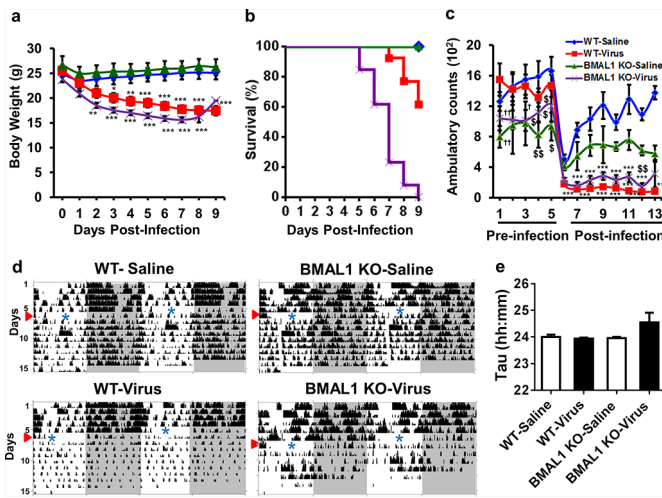 a
Body Weight (g)
30
25
20
15
10
5
0
0 1 2 3 4 5 6 7 8 9
Days Post-Infection
* ** ** *** *** *** ***
** *** *** *** *** *** *** ***
b
Survival (%)
100
80
60
40
20
0
0 1 2 3 4 5 6 7 8 9
Days Post-Infection
c
WT-Saline
WT-Virus
BMAL1 KO-Saline
BMAL1 KO-Virus
Ambulatory counts (10²)
20
16
12
8
4
0
1 3 5 7 9 11 13
Pre-infection Post-infection
d
WT- Saline
BMAL1 KO-Saline
Days
1
5
10
15
WT-Virus
BMAL1 KO-Virus
Days
1
5
10
15
e
Tau (hh:mm)
26
25
24
23
22
WT-Saline
WT-Virus
BMAL1 KO-Saline
BMAL1 KO-Virus